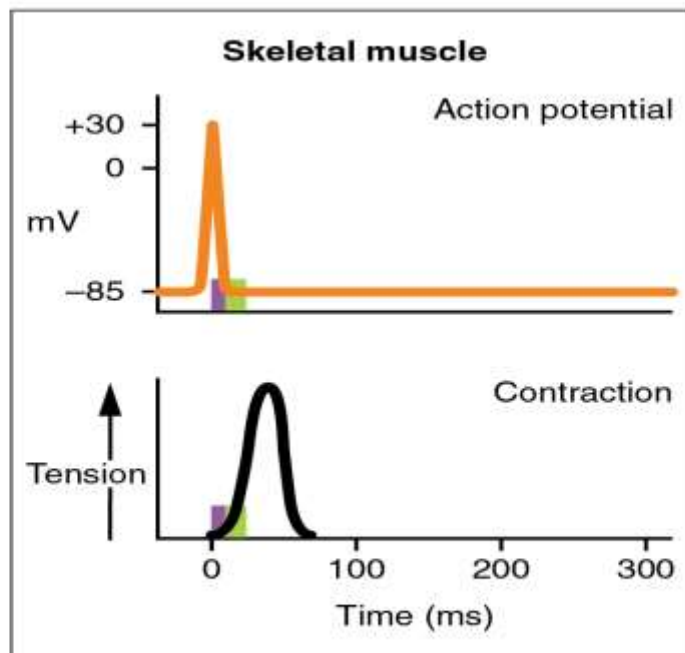 Skeletal muscle
Action potential
+30
0
mV
–85
Contraction
Tension
0 100 200 300
Time (ms)